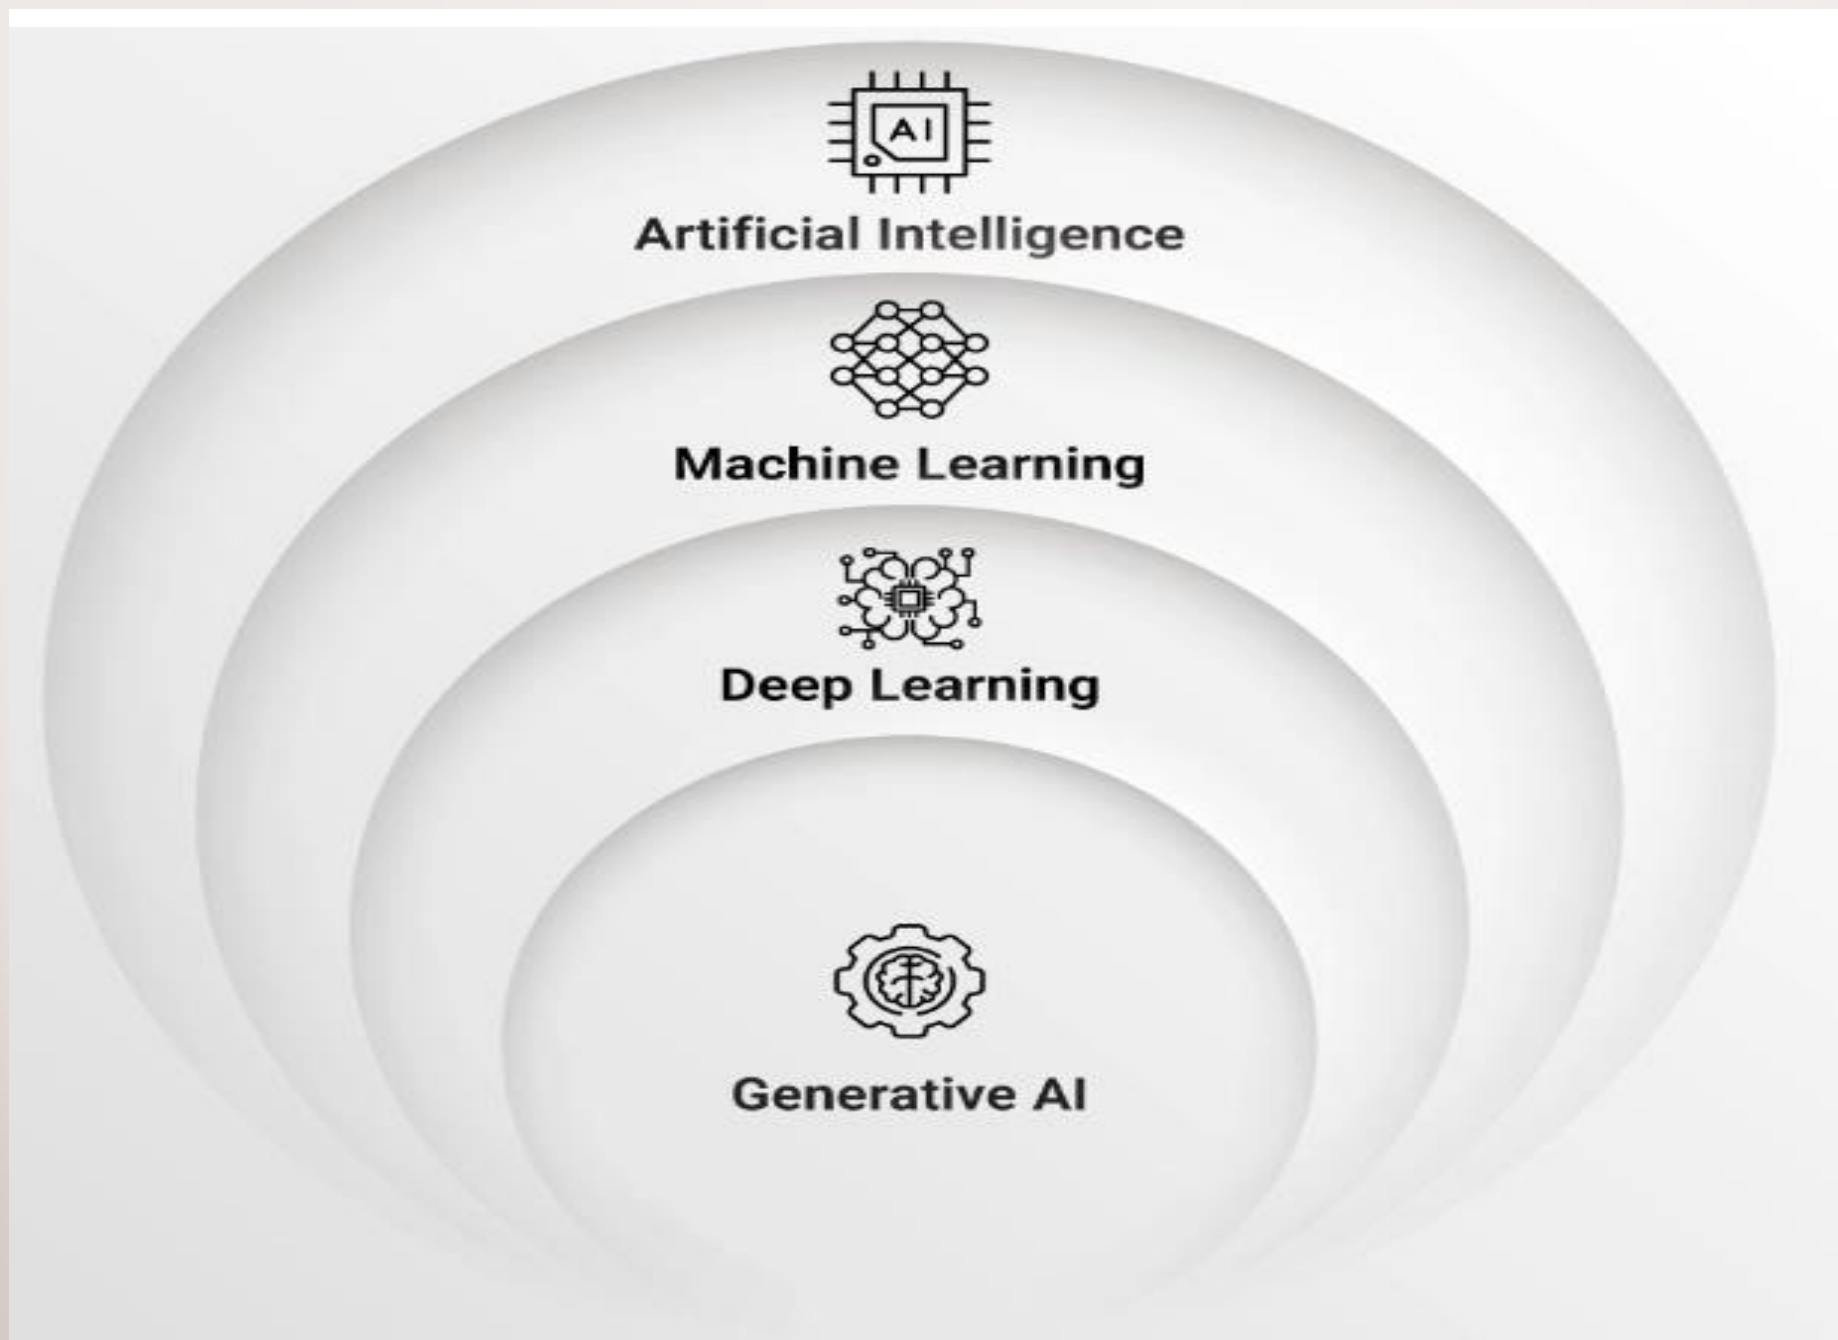 AI
Artificial Intelligence
Machine Learning
Deep Learning
Generative AI